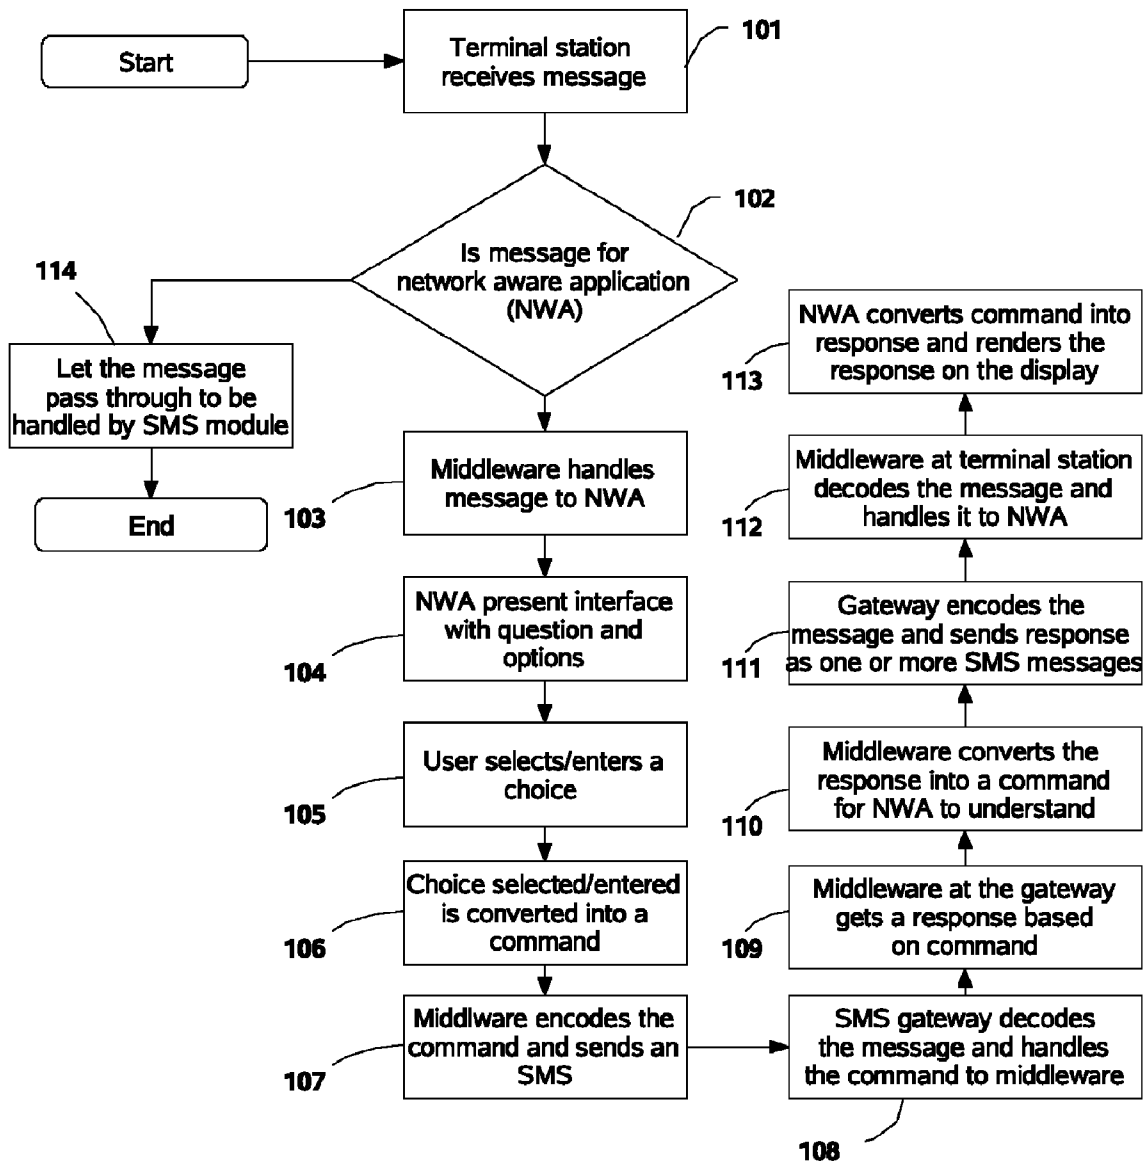 Start
Terminal station
receives message
101
Is message for
network aware application
(NWA)
102
114
Let the message
pass through to be
handled by SMS module
End
Middleware handles
message to NWA
103
NWA present interface
with question and
options
104
User selects/enters a
choice
105
Choice selected/entered
is converted into a
command
106
Middlware encodes the
command and sends an
SMS
107
SMS gateway decodes
the message and handles
the command to middleware
108
Middleware at the gateway
gets a response based
on command
109
Middleware converts the
response into a command
for NWA to understand
110
Gateway encodes the
message and sends response
as one or more SMS messages
111
Middleware at terminal station
decodes the message and
handles it to NWA
112
NWA converts command into
response and renders the
response on the display
113